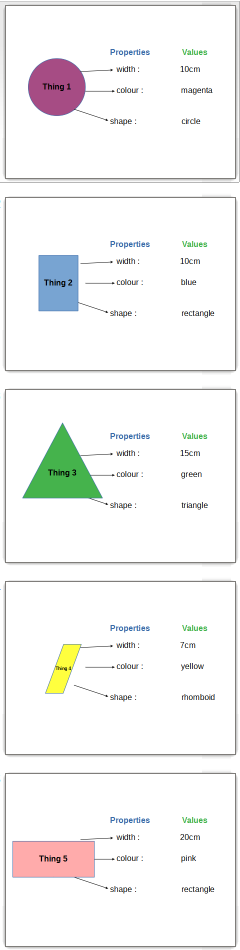 Properties Values
width : 10cm
Thing 1
colour : magenta
shape : circle
Properties Values
width : 10cm
Thing 2
colour : blue
shape : rectangle
Properties Values
width : 15cm
Thing 3
colour : green
shape : triangle
Properties Values
width : 7cm
Thing 4
colour : yellow
shape : rhomboid
Properties Values
width : 20cm
Thing 5
colour : pink
shape : rectangle